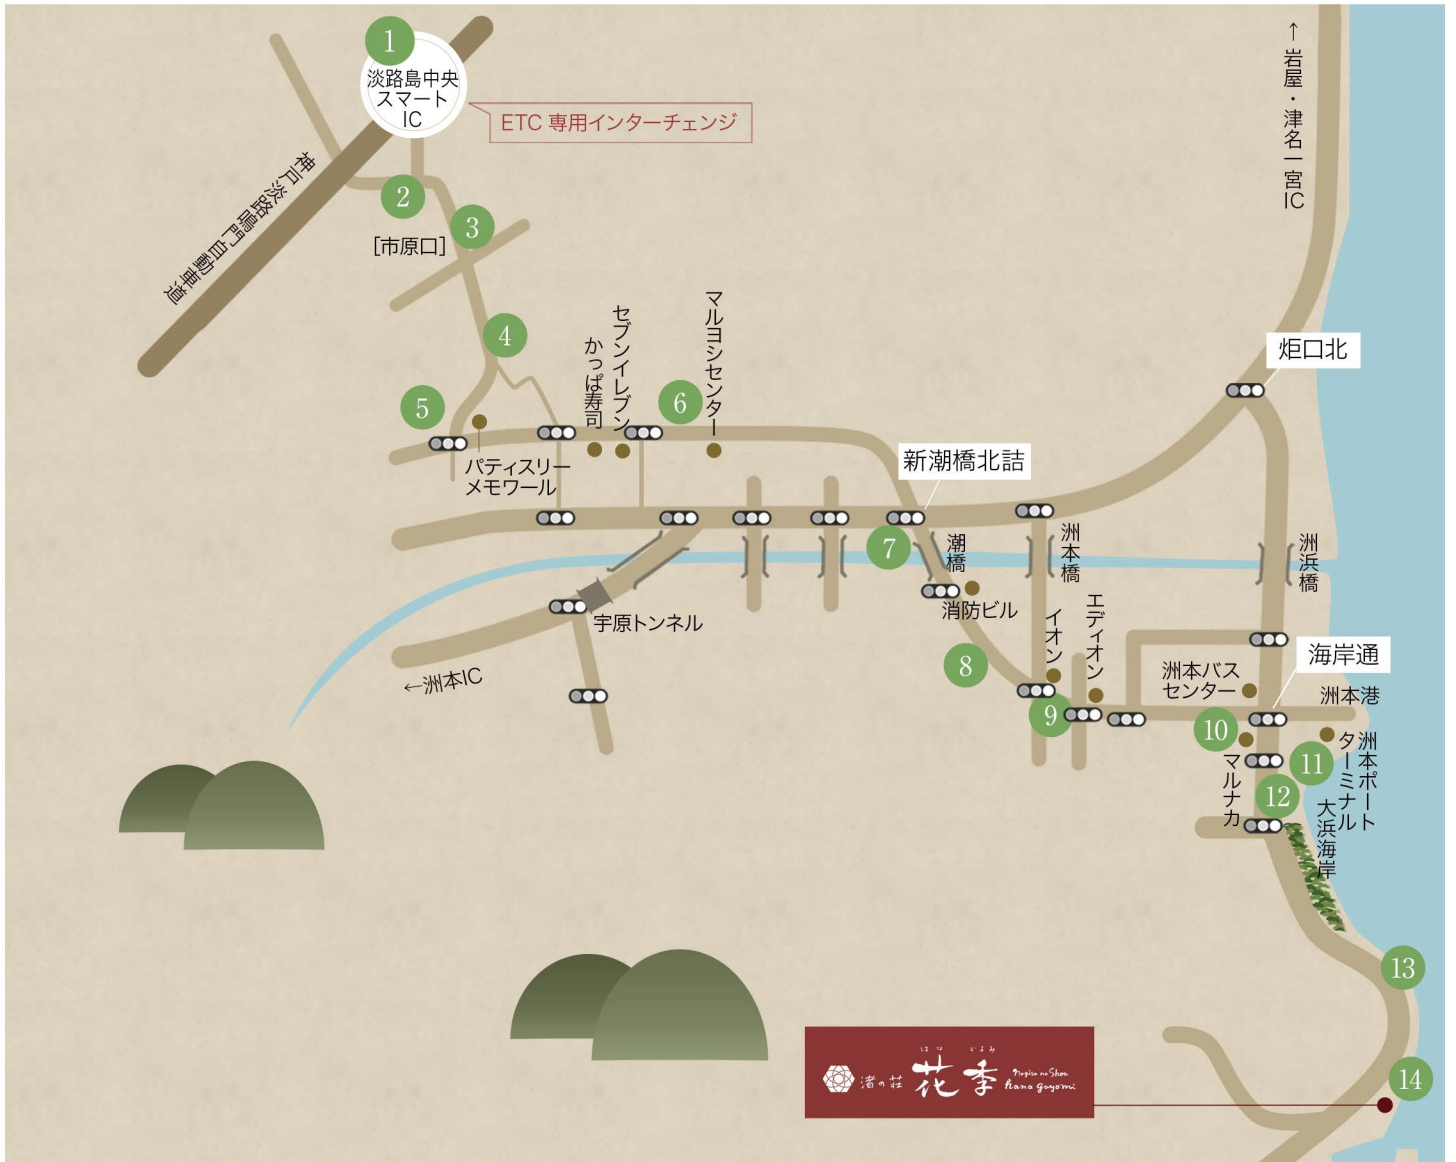 1
淡路島中央
スマート
IC
ETC 専用インターチェンジ
神戸淡路鳴門自動車道
↑岩屋・津名一宮IC
2
3
[市原口]
4
5
パティスリー
メモワール
かっぱ寿司
セブンイレブン
6
マルヨシセンター
炬口北
新潮橋北詰
7
潮橋
洲本橋
洲浜橋
消防ビル
宇原トンネル
←洲本IC
8
イオン
エディオン
9
洲本バス
センター
海岸通
洲本港
10
マルナカ
11
洲本ポート
ターミナル
12
大浜海岸
13
14
はな ごよみ
渚の荘 花季
Nagisa no Shou
hana goyomi